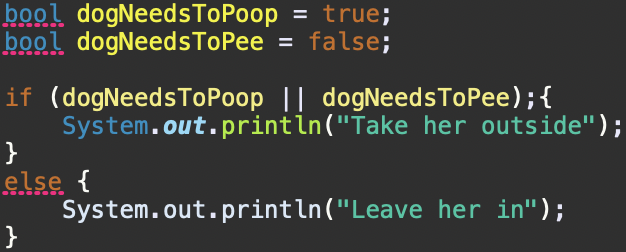 bool dogNeedsToPoop = true;
bool dogNeedsToPee = false;

if (dogNeedsToPoop || dogNeedsToPee);{
    System.out.println("Take her outside");
}
else {
    System.out.println("Leave her in");
}